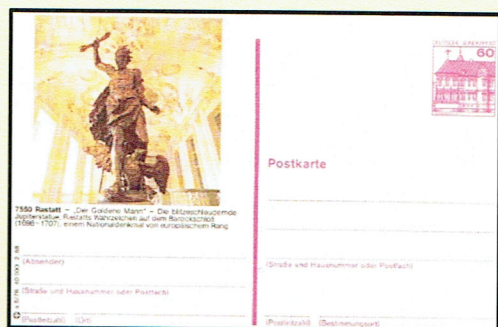 DEUTSCHE BUNDESPOST
60
Postkarte
7550 Rastatt – „Der Goldene Mann“ – Die blitzeschleudernde
Jupiterstatue, Rastatts Wahrzeichen auf dem Barockschloß
(1698–1707), einem Nationaldenkmal von europäischem Rang
(Absender)
(Straße und Hausnummer oder Postfach)
(Postleitzahl) (Ort)
(Straße und Hausnummer oder Postfach)
(Postleitzahl) (Bestimmungsort)